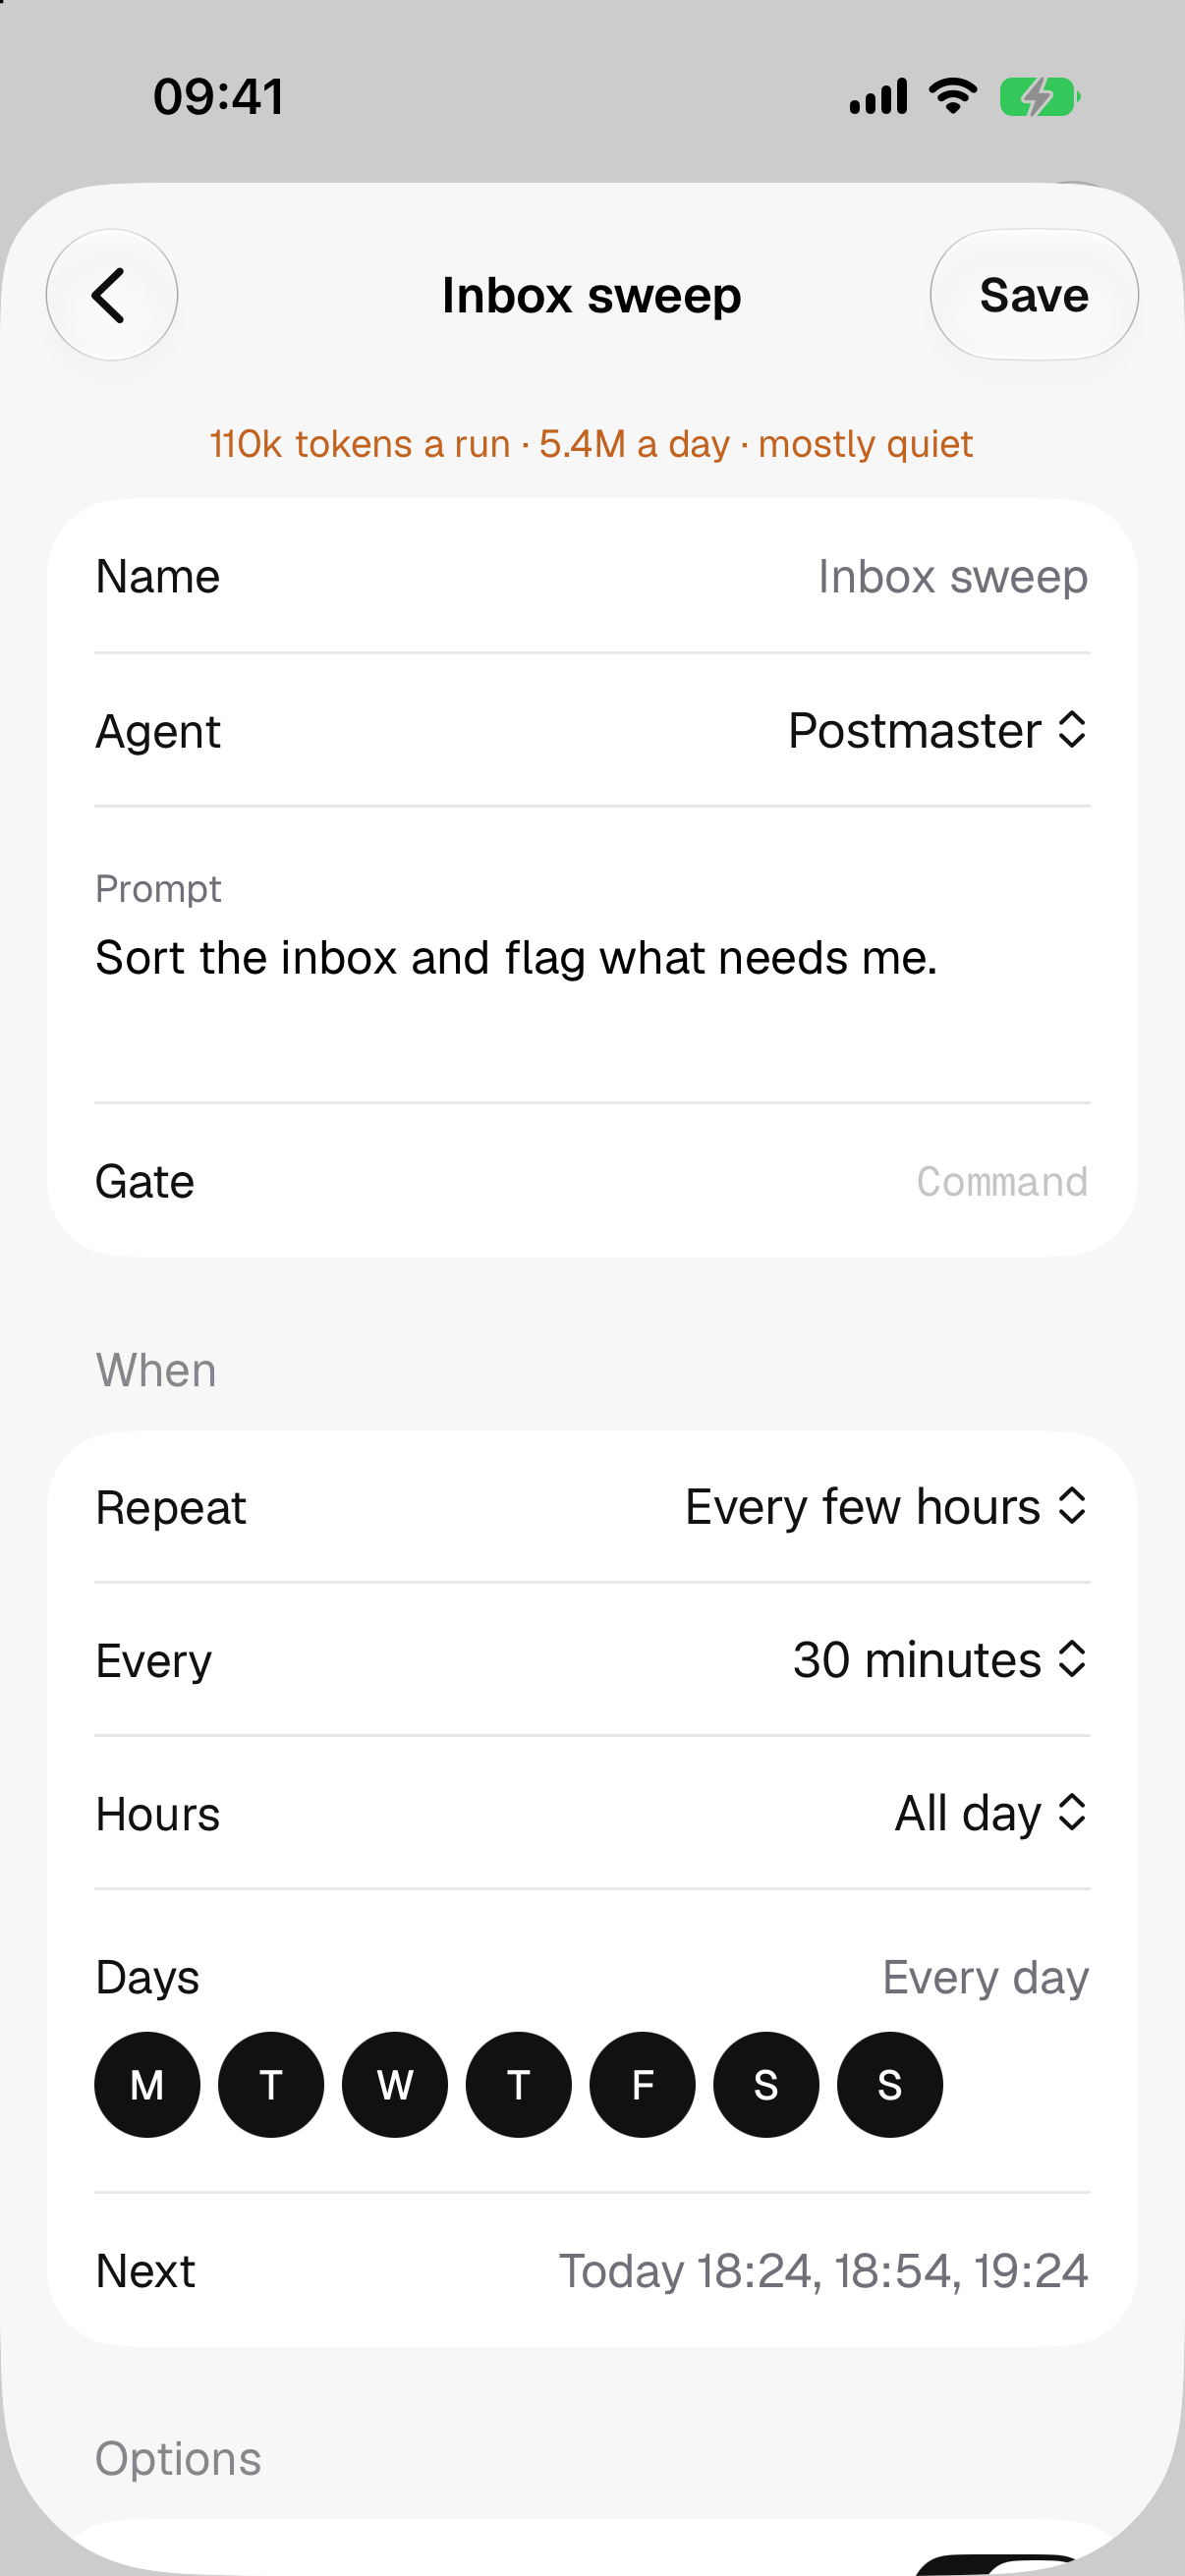 09:41
Inbox sweep
Save
110k tokens a run · 5.4M a day · mostly quiet
Name
Inbox sweep
Agent
Postmaster
Prompt
Sort the inbox and flag what needs me.
Gate
Command
When
Repeat
Every few hours
Every
30 minutes
Hours
All day
Days
Every day
M T W T F S S
Next
Today 18:24, 18:54, 19:24
Options